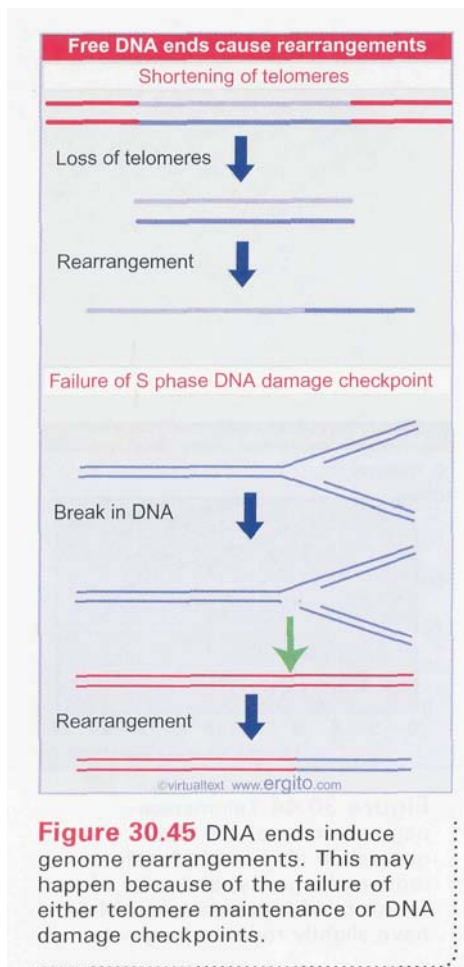 Free DNA ends cause rearrangements
Shortening of telomeres
Loss of telomeres
Rearrangement
Failure of S phase DNA damage checkpoint
Break in DNA
Rearrangement
©virtualtext www.ergito.com
Figure 30.45 DNA ends induce
genome rearrangements. This may
happen because of the failure of
either telomere maintenance or DNA
damage checkpoints.